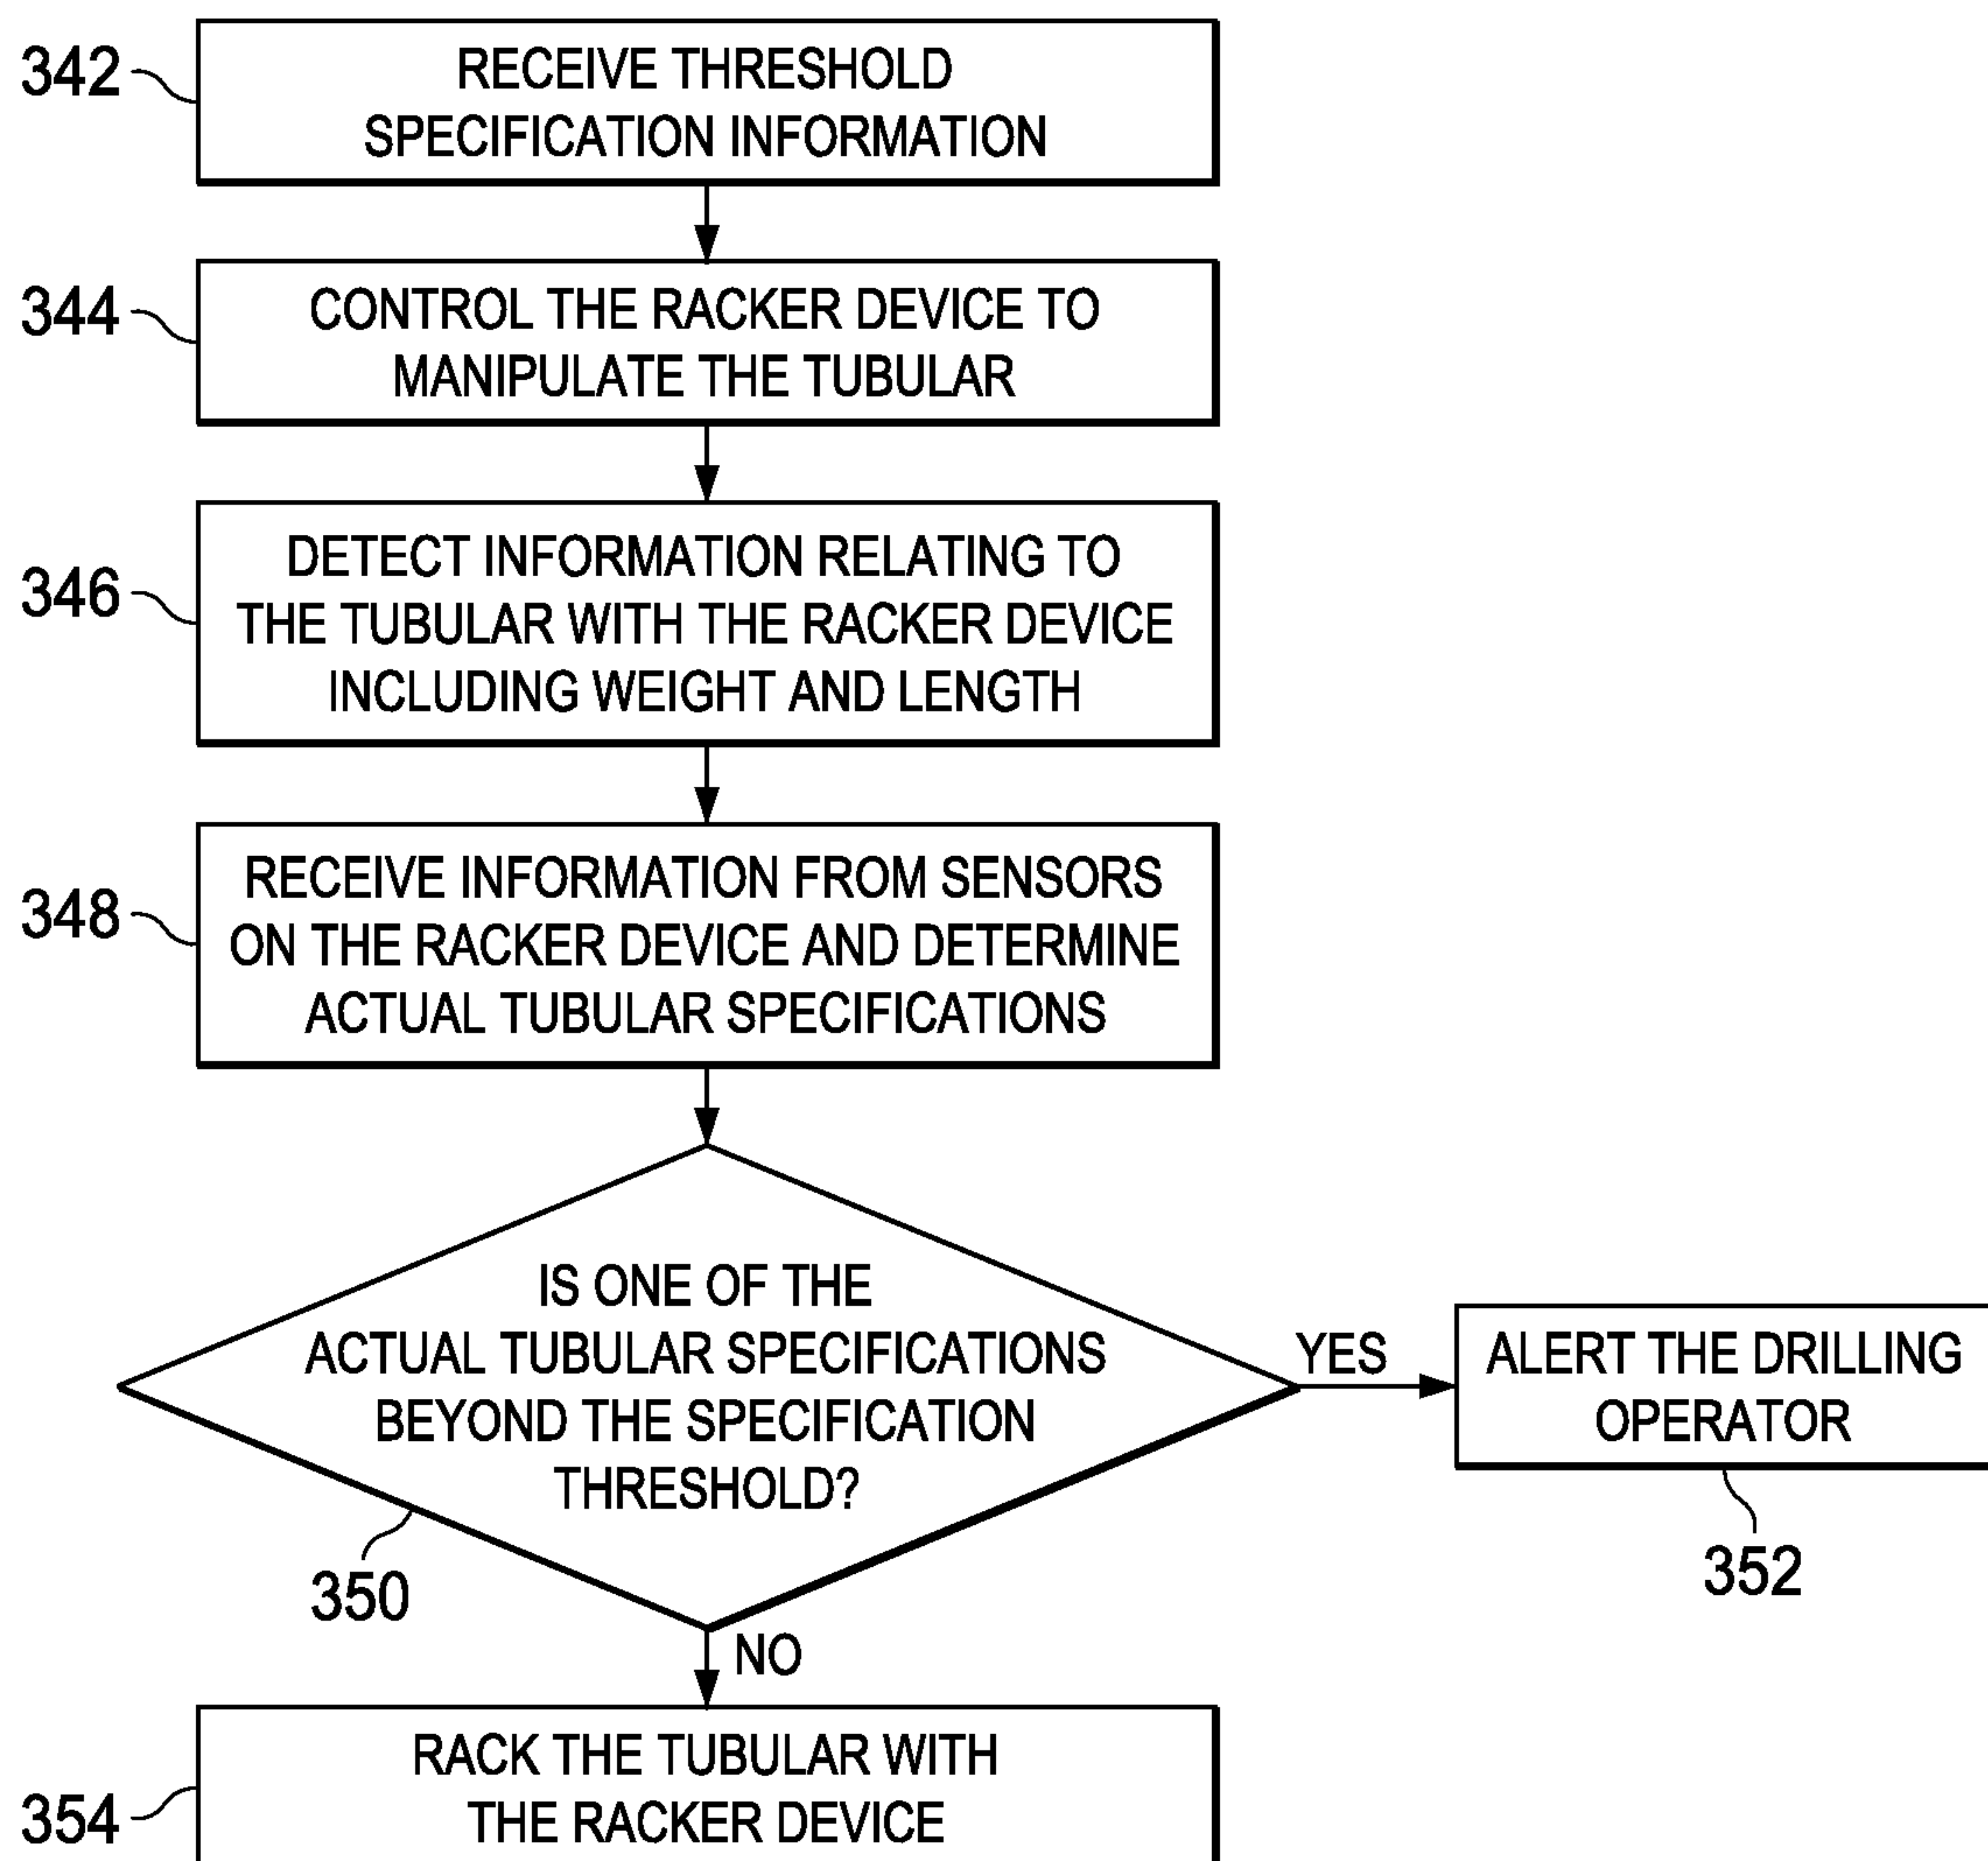 342
RECEIVE THRESHOLD
SPECIFICATION INFORMATION
344
CONTROL THE RACKER DEVICE TO
MANIPULATE THE TUBULAR
346
DETECT INFORMATION RELATING TO
THE TUBULAR WITH THE RACKER DEVICE
INCLUDING WEIGHT AND LENGTH
348
RECEIVE INFORMATION FROM SENSORS
ON THE RACKER DEVICE AND DETERMINE
ACTUAL TUBULAR SPECIFICATIONS
IS ONE OF THE
ACTUAL TUBULAR SPECIFICATIONS
BEYOND THE SPECIFICATION
THRESHOLD?
350
YES
ALERT THE DRILLING
OPERATOR
352
NO
354
RACK THE TUBULAR WITH
THE RACKER DEVICE